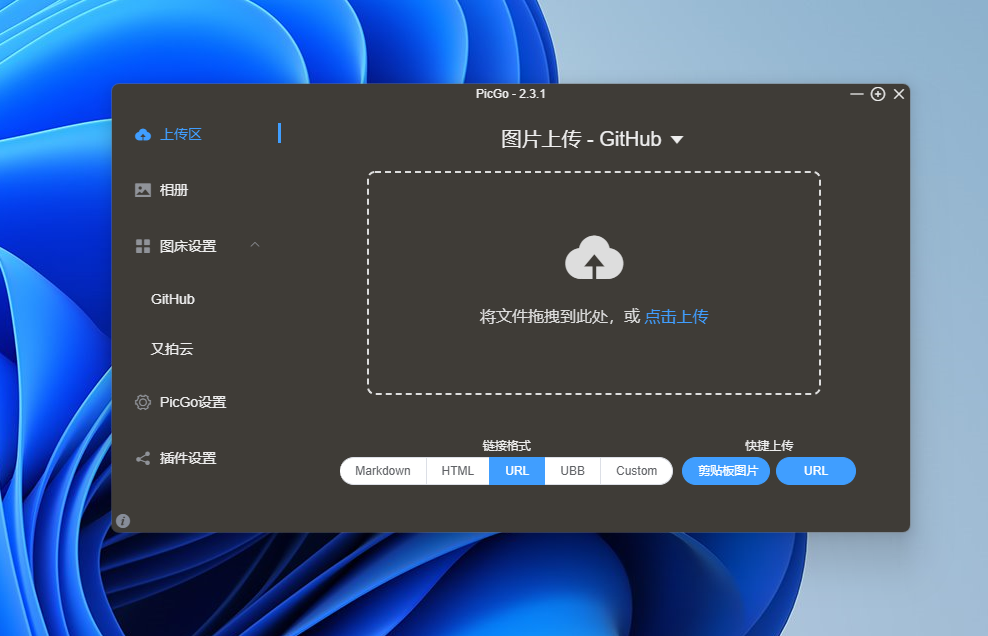 PicGo - 2.3.1
上传区
相册
图床设置
GitHub
又拍云
PicGo设置
插件设置
图片上传 - GitHub
将文件拖拽到此处，或 点击上传
链接格式
Markdown HTML URL UBB Custom
快捷上传
剪贴板图片 URL